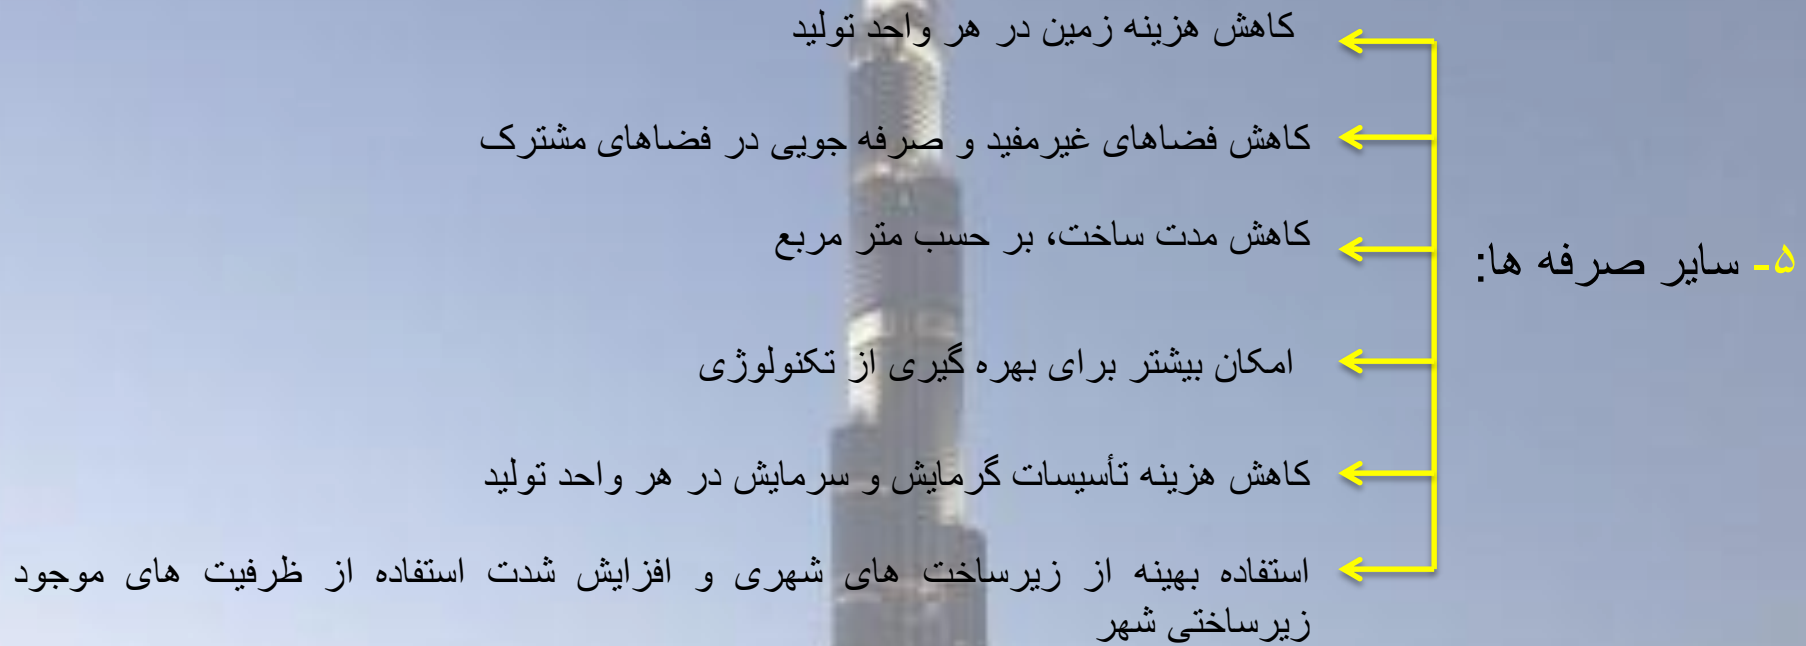 کاهش هزینه زمین در هر واحد تولید
کاهش فضاهای غیرمفید و صرفه جویی در فضاهای مشترک
کاهش مدت ساخت، بر حسب متر مربع
۵- سایر صرفه ها:
امکان بیشتر برای بهره گیری از تکنولوژی
کاهش هزینه تأسیسات گرمایش و سرمایش در هر واحد تولید
استفاده بهینه از زیرساخت های شهری و افزایش شدت استفاده از ظرفیت های موجود
زیرساختی شهر